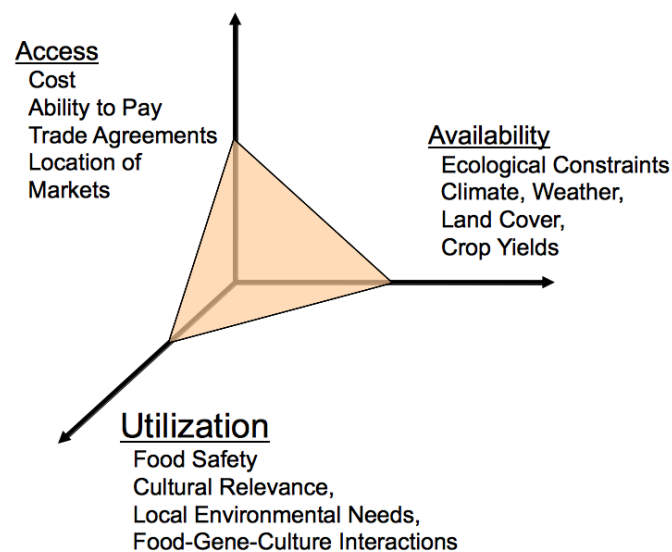 Access
Cost
Ability to Pay
Trade Agreements
Location of
Markets
Availability
Ecological Constraints
Climate, Weather,
Land Cover,
Crop Yields
Utilization
Food Safety
Cultural Relevance,
Local Environmental Needs,
Food-Gene-Culture Interactions